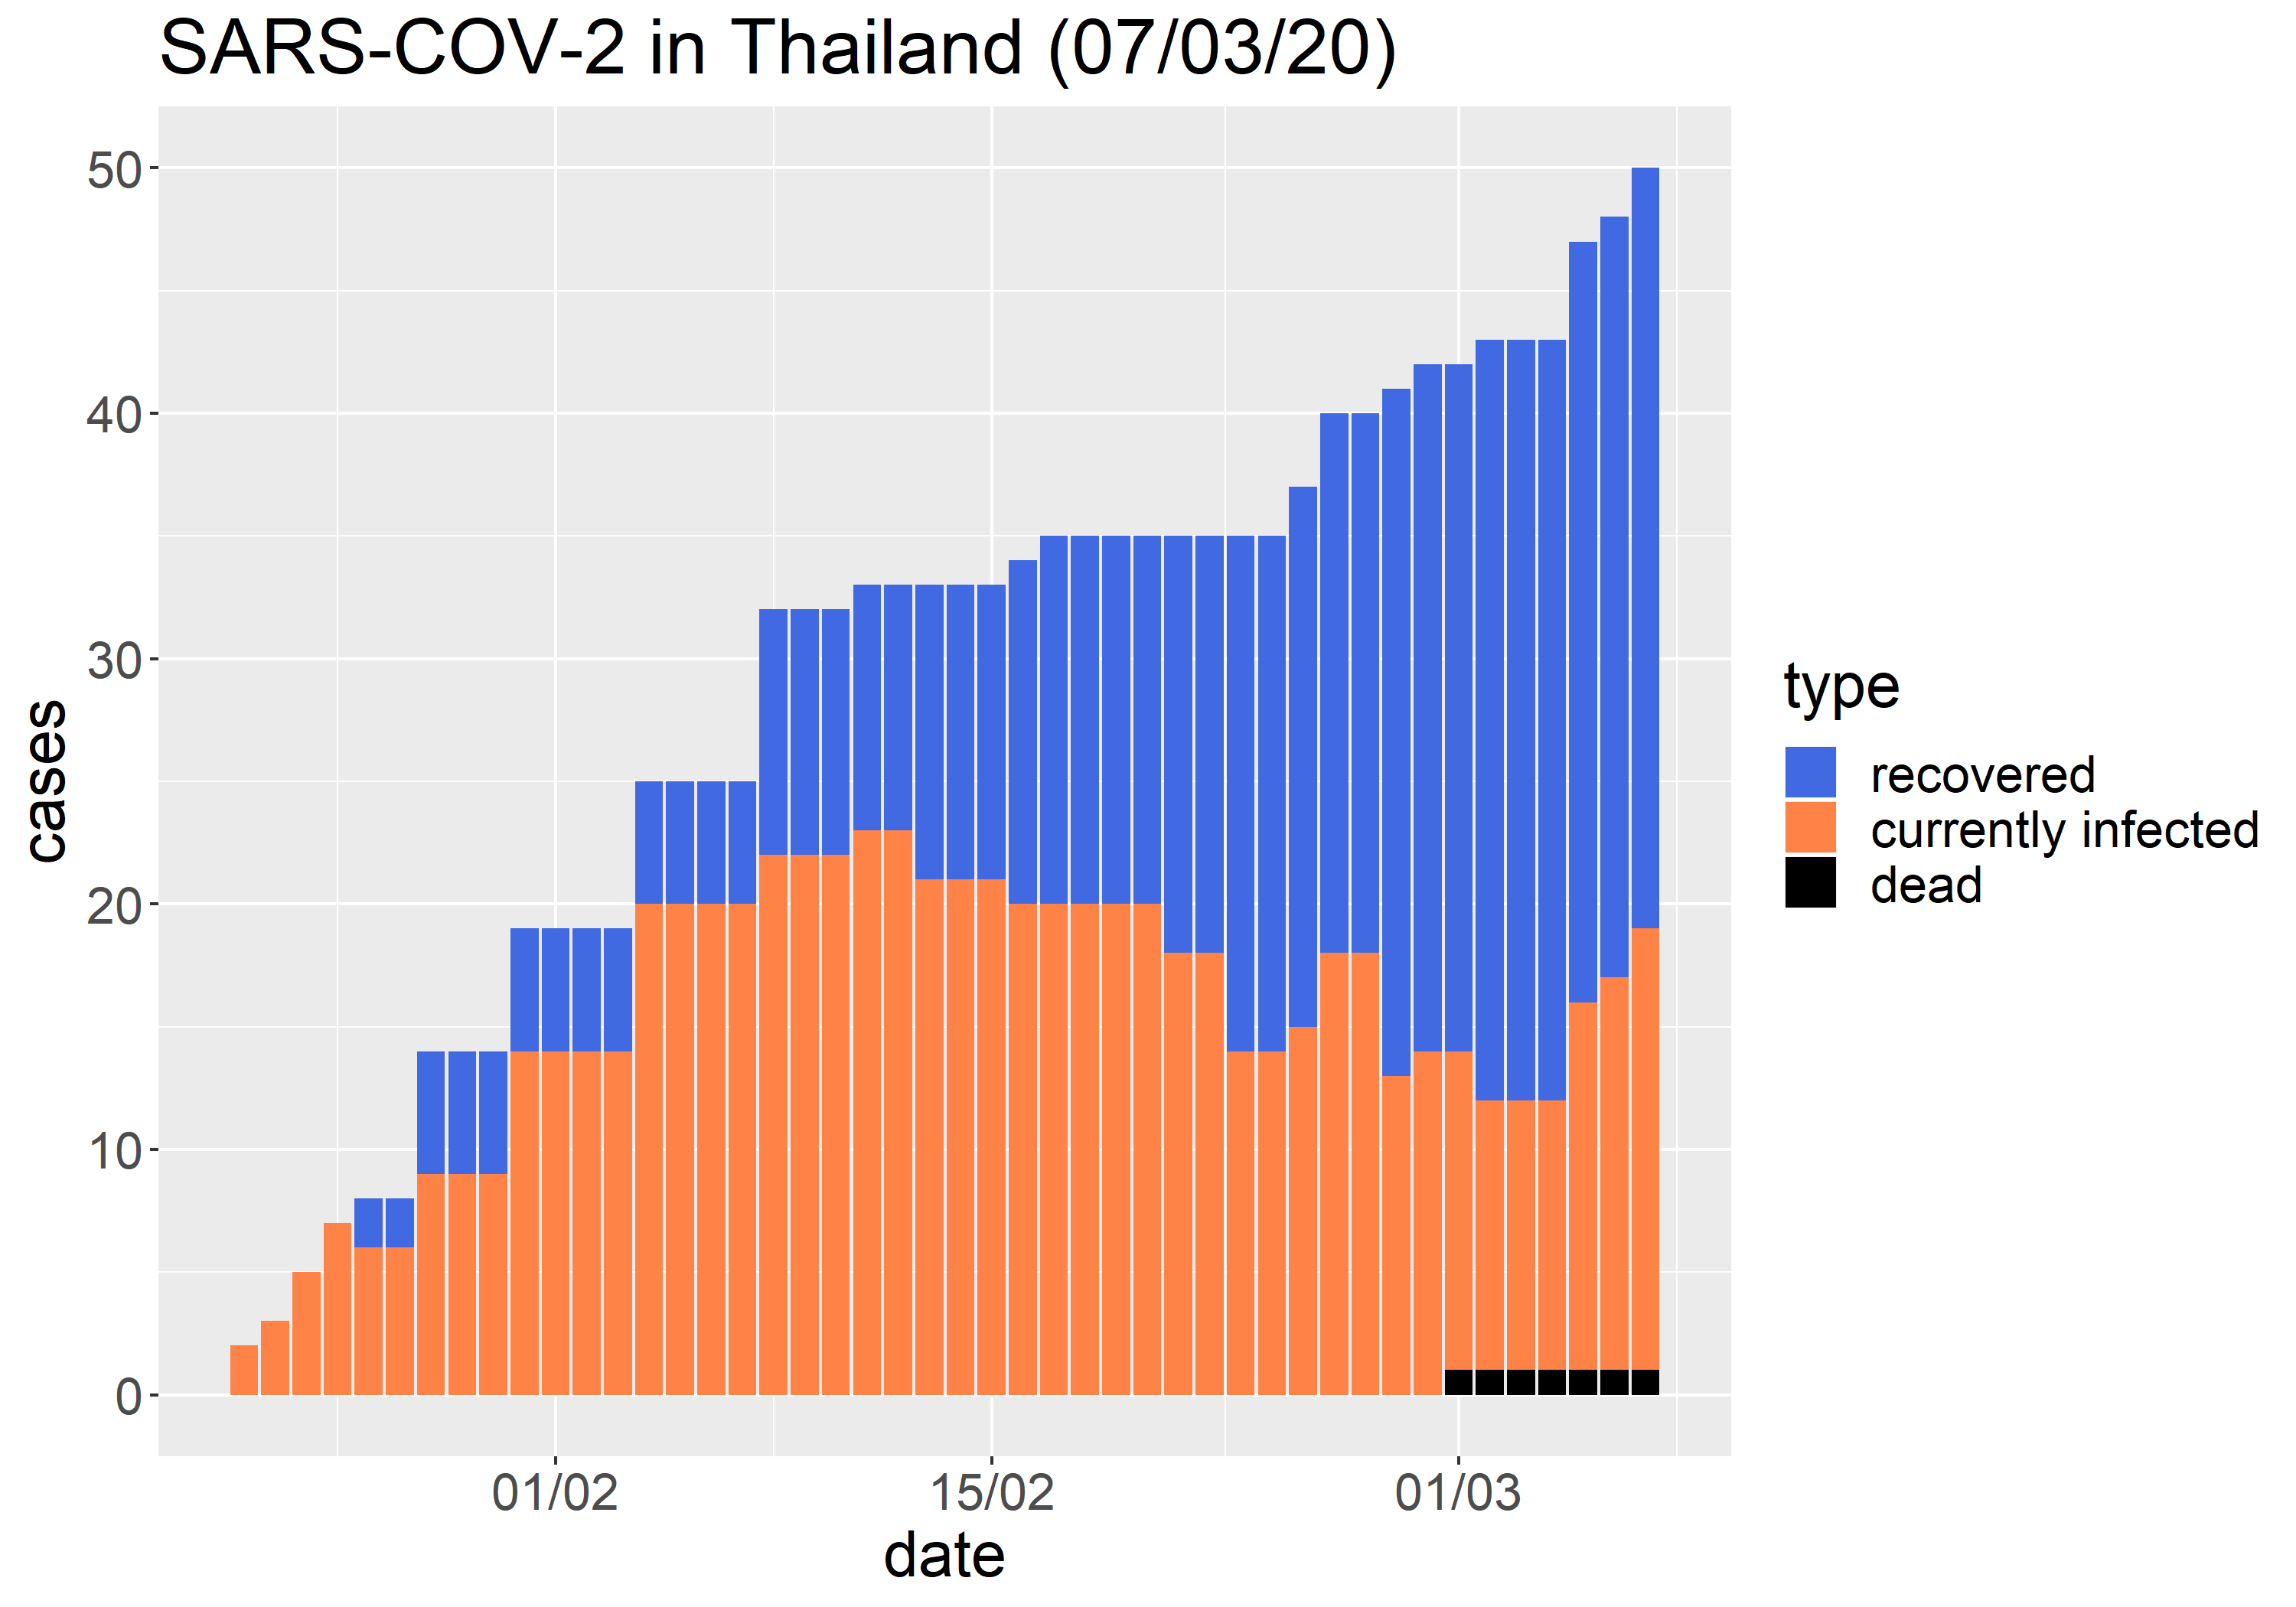 SARS-COV-2 in Thailand (07/03/20)
50
40
30
20
10
0
cases
01/02
15/02
01/03
date
type
recovered
currently infected
dead